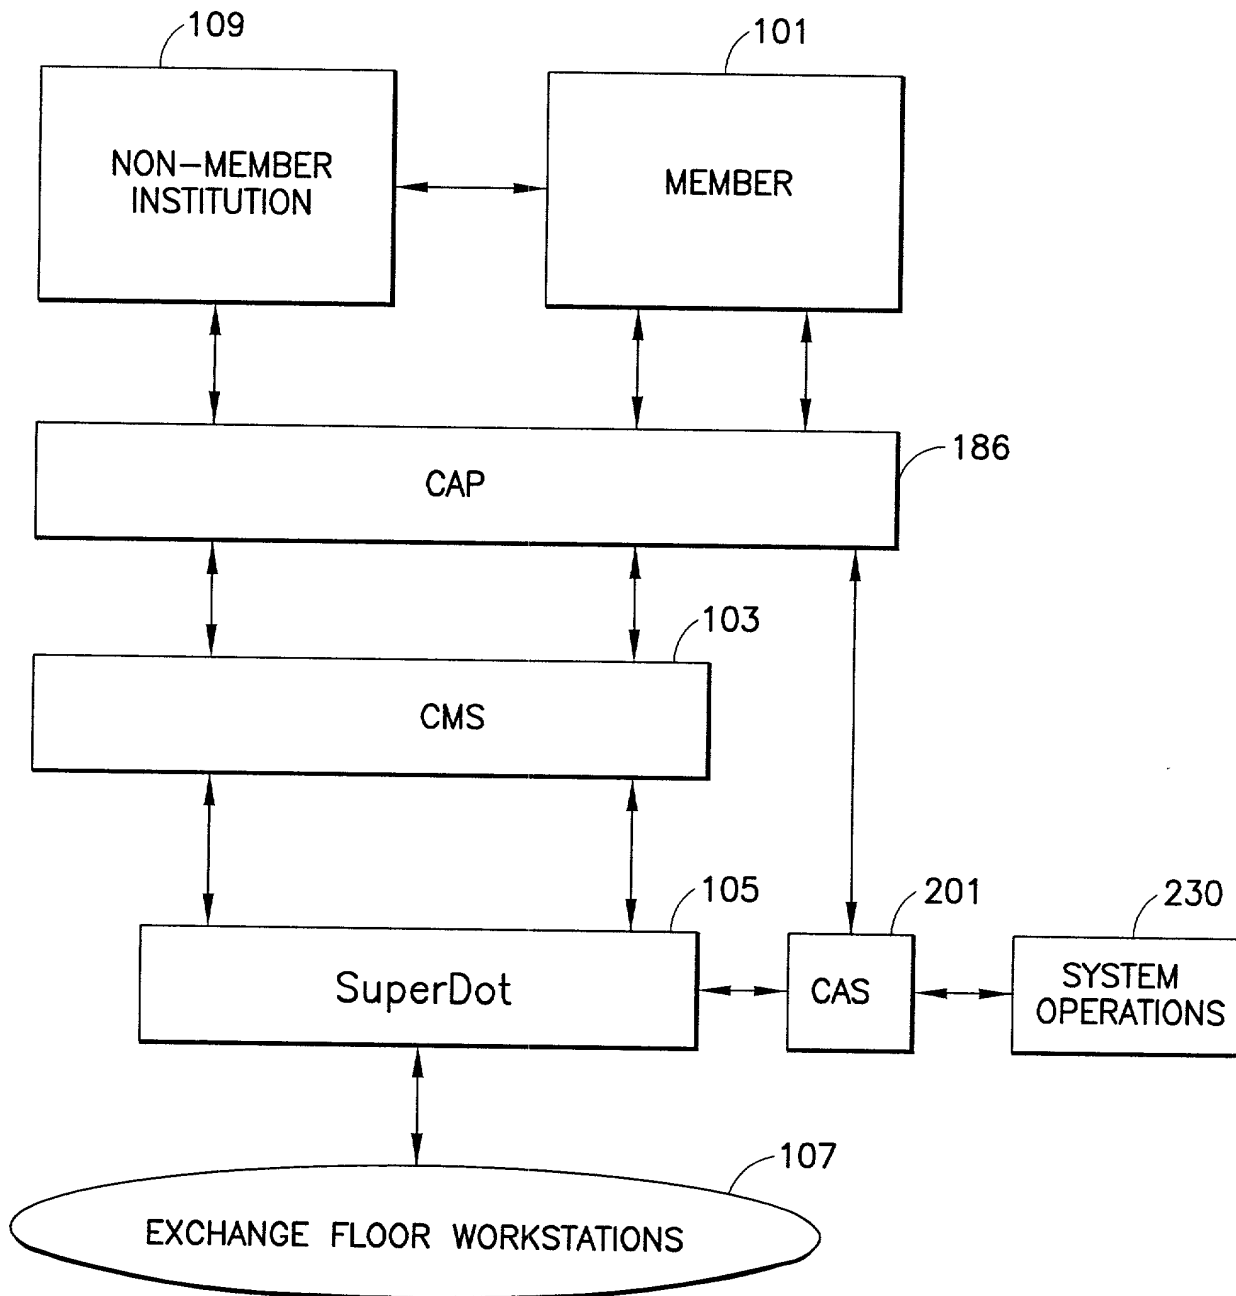 109
101
NON-MEMBER
INSTITUTION
MEMBER
186
CAP
103
CMS
105
201
230
SuperDot
CAS
SYSTEM
OPERATIONS
107
EXCHANGE FLOOR WORKSTATIONS